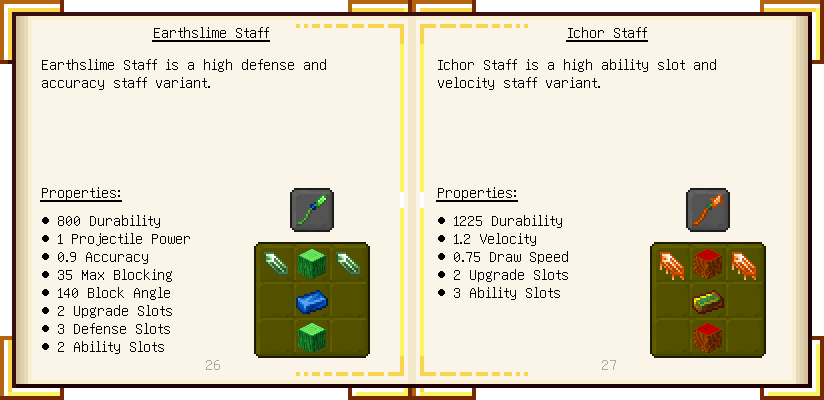 Earthslime Staff
Earthslime Staff is a high defense and
accuracy staff variant.
Properties:
● 800 Durability
● 1 Projectile Power
● 0.9 Accuracy
● 35 Max Blocking
● 140 Block Angle
● 2 Upgrade Slots
● 3 Defense Slots
● 2 Ability Slots
26
Ichor Staff
Ichor Staff is a high ability slot and
velocity staff variant.
Properties:
● 1225 Durability
● 1.2 Velocity
● 0.75 Draw Speed
● 2 Upgrade Slots
● 3 Ability Slots
27